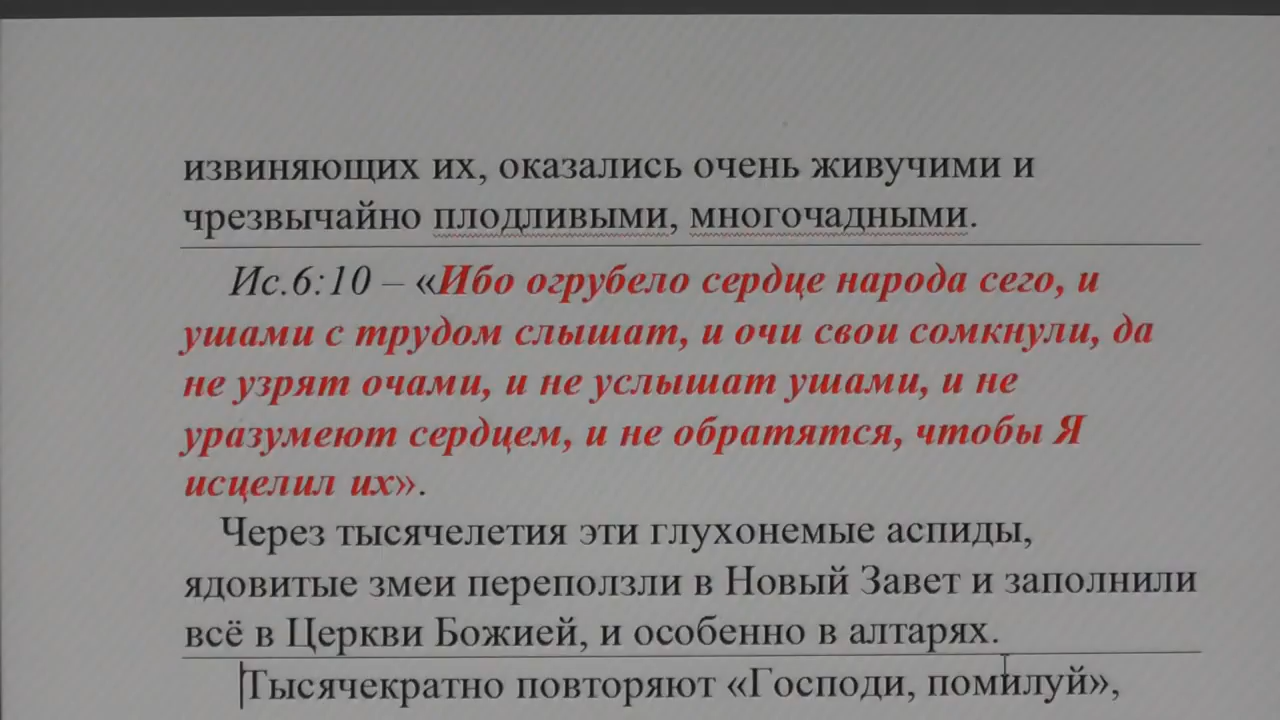 извиняющих их, оказались очень живучими и
чрезвычайно плодливыми, многочадными.
Ис.6:10 – «Ибо огрубело сердце народа сего, и
ушами с трудом слышат, и очи свои сомкнули, да
не узрят очами, и не услышат ушами, и не
уразумеют сердцем, и не обратятся, чтобы Я
исцелил их».
Через тысячелетия эти глухонемые аспиды,
ядовитые змеи переползли в Новый Завет и заполнили
всё в Церкви Божией, и особенно в алтарях.
Тысячекратно повторяют «Господи, помилуй»,